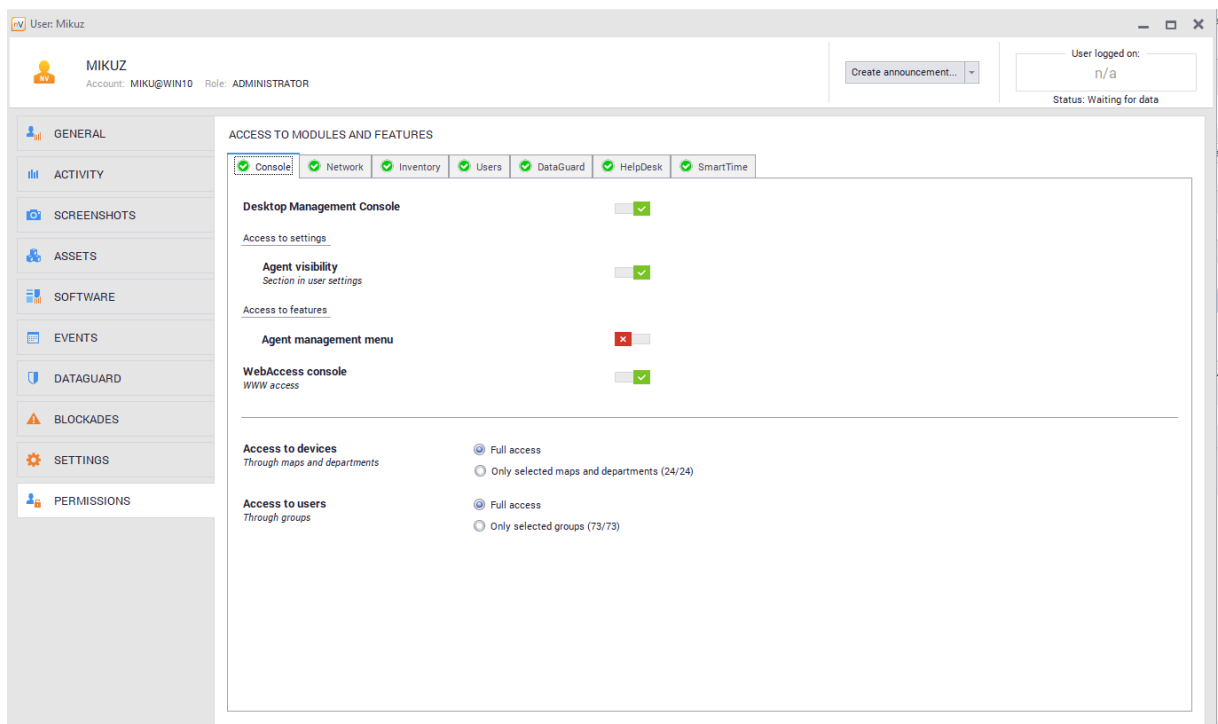 nV User: Mikuz
MIKUZ
Account: MIKU@WIN10 Role: ADMINISTRATOR
NV
Create announcement...
User logged on:
n/a
Status: Waiting for data
GENERAL
ACTIVITY
SCREENSHOTS
ASSETS
SOFTWARE
EVENTS
DATAGUARD
BLOCKADES
SETTINGS
PERMISSIONS
ACCESS TO MODULES AND FEATURES
Console Network Inventory Users DataGuard HelpDesk SmartTime
Desktop Management Console
Access to settings
Agent visibility
Section in user settings
Access to features
Agent management menu
WebAccess console
WWW access
Access to devices
Through maps and departments
Full access
Only selected maps and departments (24/24)
Access to users
Through groups
Full access
Only selected groups (73/73)